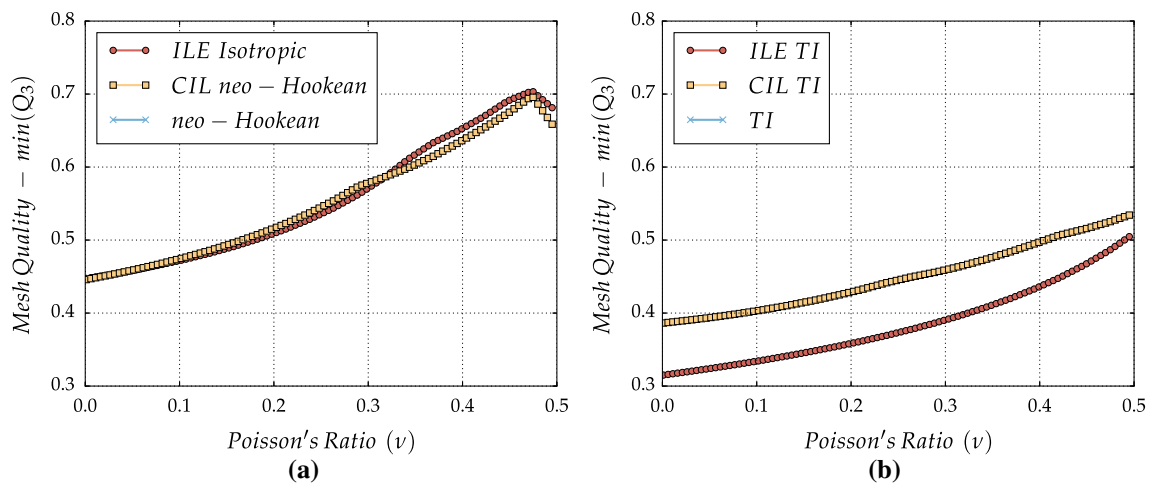 0.8
0.7
0.6
0.5
0.4
0.3
Mesh Quality − min(Q3)
ILE Isotropic
CIL neo − Hookean
neo − Hookean
0.0 0.1 0.2 0.3 0.4 0.5
Poisson′s Ratio (ν)
(a)
0.8
0.7
0.6
0.5
0.4
0.3
Mesh Quality − min(Q3)
ILE TI
CIL TI
TI
0.0 0.1 0.2 0.3 0.4 0.5
Poisson′s Ratio (ν)
(b)